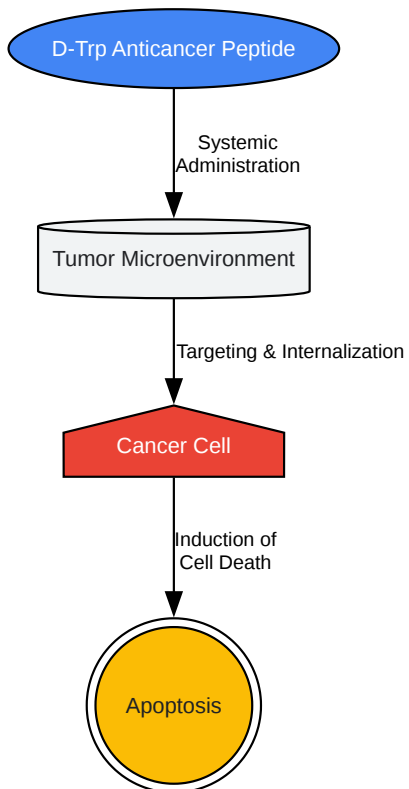 D-Trp Anticancer Peptide
Systemic
Administration
Tumor Microenvironment
Targeting & Internalization
Cancer Cell
Induction of
Cell Death
Apoptosis